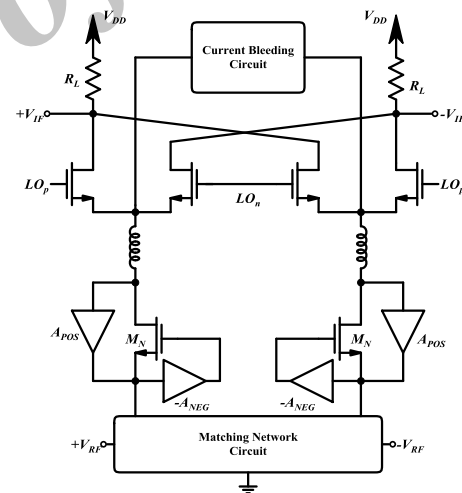 V_DD
V_DD
Current Bleeding
Circuit
R_L
R_L
+V_IF
-V_I
LO_p
LO_n
LO_p
A_POS
M_N
M_N
A_POS
-A_NEG
-A_NEG
+V_RF
Matching Network
Circuit
-V_RF